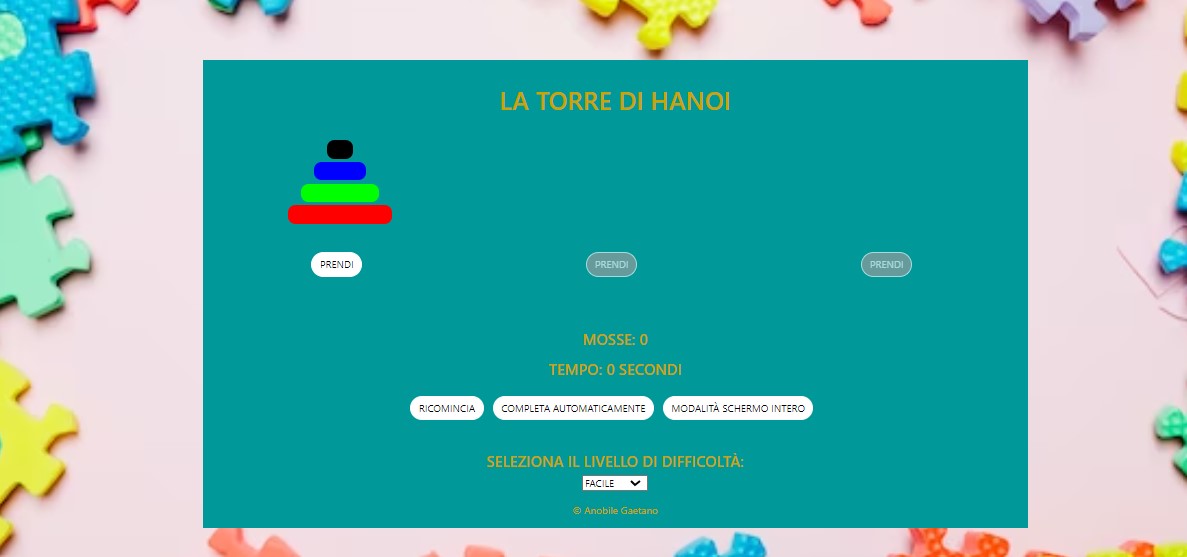 LA TORRE DI HANOI
PRENDI
PRENDI
PRENDI
MOSSE: 0
TEMPO: 0 SECONDI
RICOMINCIA
COMPLETA AUTOMATICAMENTE
MODALITÀ SCHERMO INTERO
SELEZIONA IL LIVELLO DI DIFFICOLTÀ:
FACILE
© Anobile Gaetano